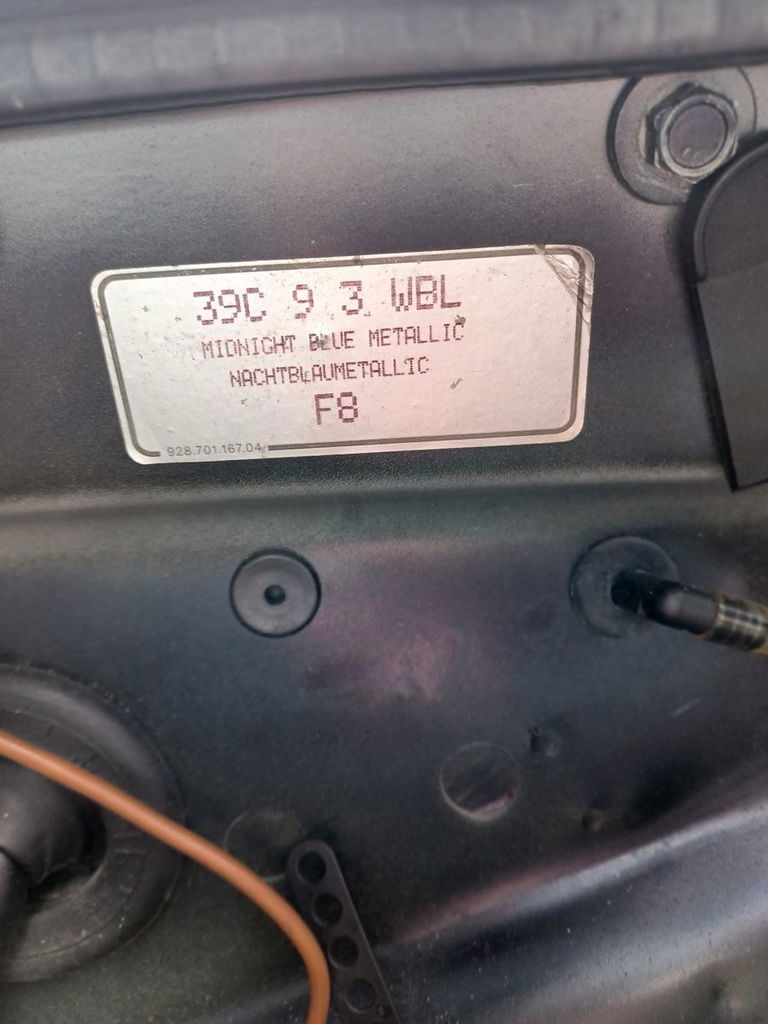 39C 9 3 WBL
MIDNIGHT BLUE METALLIC
NACHTBLAUMETALLIC
F8
928.701.167.04